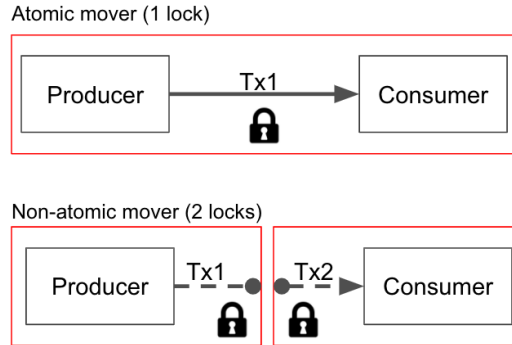 Atomic mover (1 lock)
Producer
Tx1
Consumer
Non-atomic mover (2 locks)
Producer
Tx1
Tx2
Consumer